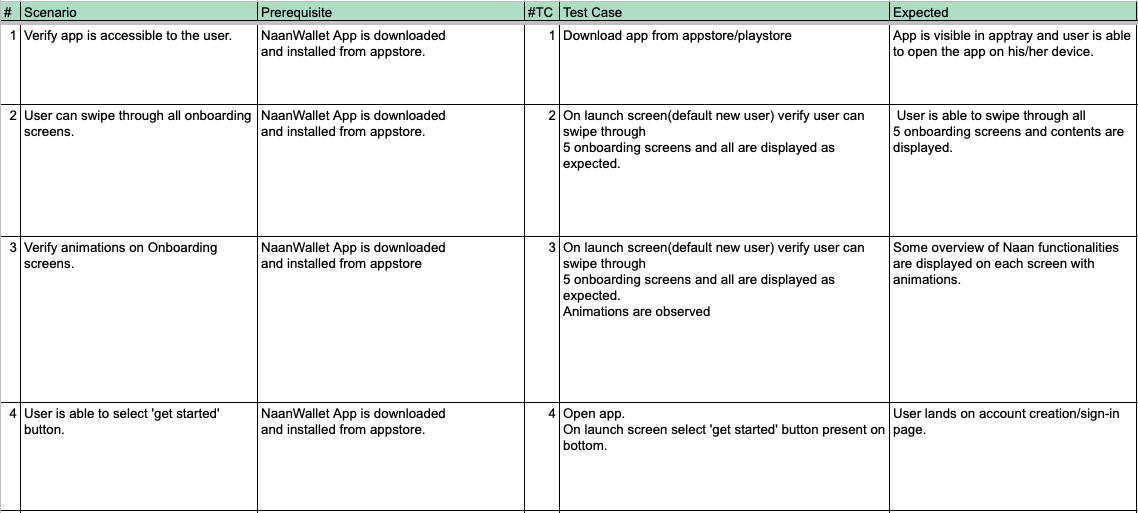 # Scenario Prerequisite #TC Test Case Expected
1 Verify app is accessible to the user. NaanWallet App is downloaded 1 Download app from appstore/playstore App is visible in apptray and user is able
and installed from appstore. to open the app on his/her device.
2 User can swipe through all onboarding NaanWallet App is downloaded 2 On launch screen(default new user) verify user can User is able to swipe through all
screens. and installed from appstore. swipe through 5 onboarding screens and contents are
5 onboarding screens and all are displayed as displayed.
expected.
3 Verify animations on Onboarding NaanWallet App is downloaded 3 On launch screen(default new user) verify user can Some overview of Naan functionalities
screens. and installed from appstore swipe through are displayed on each screen with
5 onboarding screens and all are displayed as animations.
expected.
Animations are observed
4 User is able to select 'get started' NaanWallet App is downloaded 4 Open app. User lands on account creation/sign-in
button. and installed from appstore. On launch screen select 'get started' button present on page.
bottom.